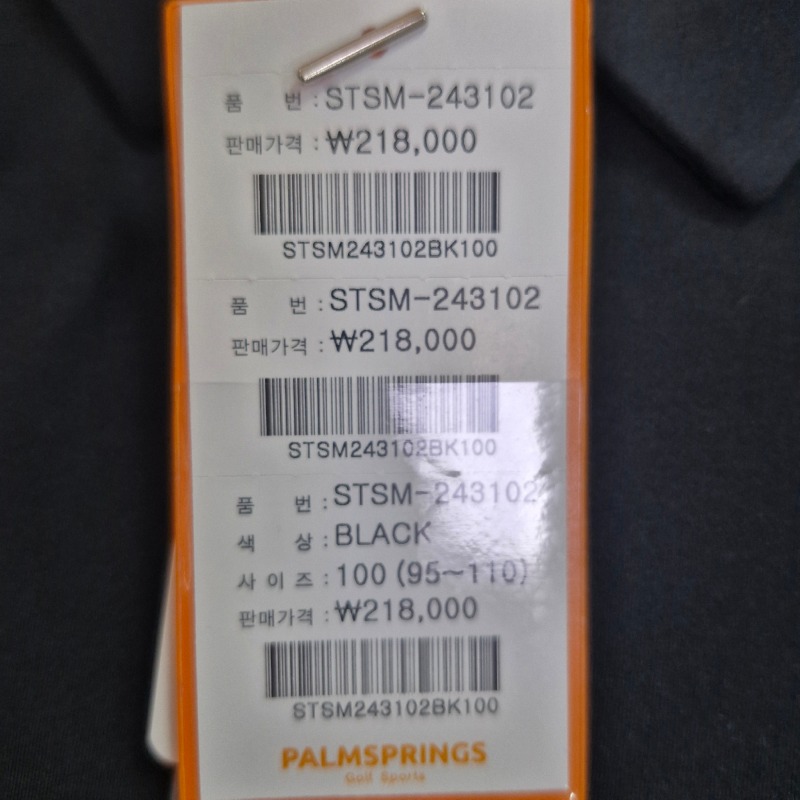 품 번 : STSM-243102
판매가격 : ₩218,000
STSM243102BK100
품 번 : STSM-243102
판매가격 : ₩218,000
STSM243102BK100
품 번 : STSM-243102
색 상 : BLACK
사 이 즈 : 100 (95~110)
판매가격 : ₩218,000
STSM243102BK100
PALMSPRINGS
Golf Sports